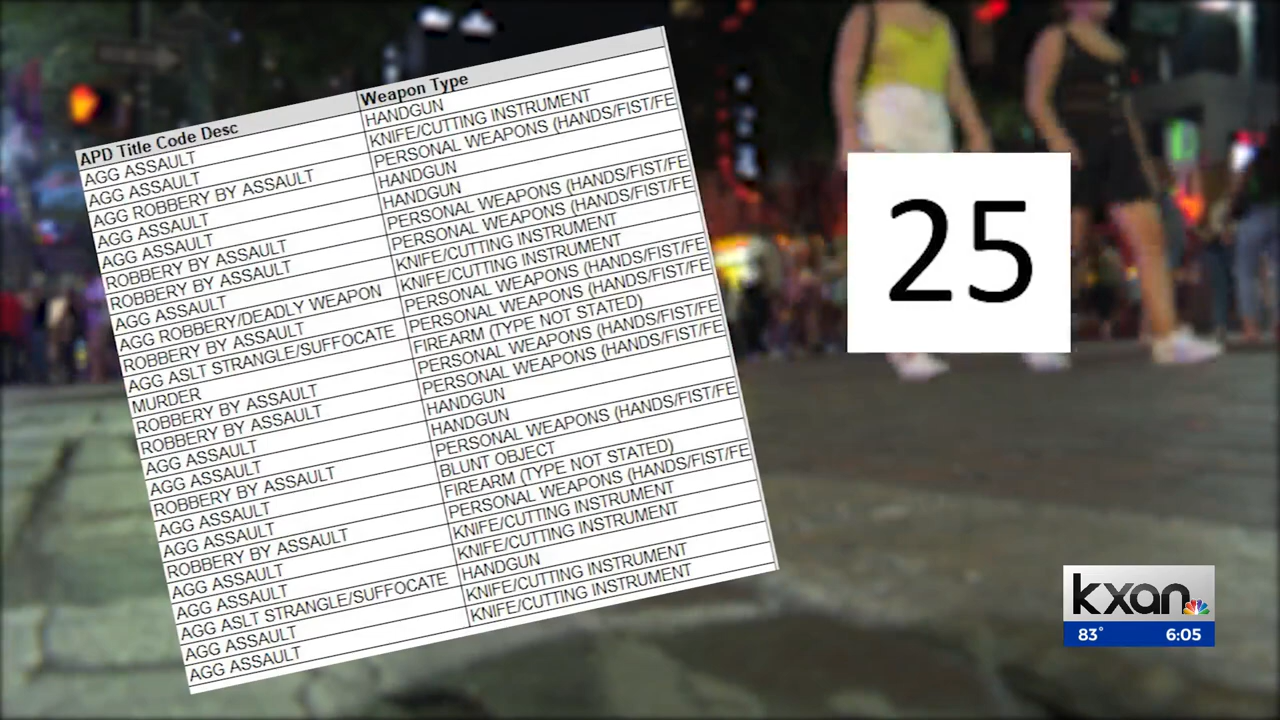 APD Title Code Desc Weapon Type
AGG ASSAULT HANDGUN
AGG ASSAULT KNIFE/CUTTING INSTRUMENT
AGG ROBBERY BY ASSAULT PERSONAL WEAPONS (HANDS/FIST/FE
AGG ASSAULT HANDGUN
AGG ASSAULT HANDGUN
ROBBERY BY ASSAULT PERSONAL WEAPONS (HANDS/FIST/FE
ROBBERY BY ASSAULT PERSONAL WEAPONS (HANDS/FIST/FE
AGG ASSAULT KNIFE/CUTTING INSTRUMENT
AGG ROBBERY/DEADLY WEAPON KNIFE/CUTTING INSTRUMENT
ROBBERY BY ASSAULT PERSONAL WEAPONS (HANDS/FIST/FE
AGG ASLT STRANGLE/SUFFOCATE PERSONAL WEAPONS (HANDS/FIST/FE
MURDER FIREARM (TYPE NOT STATED)
ROBBERY BY ASSAULT PERSONAL WEAPONS (HANDS/FIST/FE
ROBBERY BY ASSAULT PERSONAL WEAPONS (HANDS/FIST/FE
AGG ASSAULT HANDGUN
AGG ASSAULT HANDGUN
ROBBERY BY ASSAULT PERSONAL WEAPONS (HANDS/FIST/FE
AGG ASSAULT BLUNT OBJECT
AGG ASSAULT FIREARM (TYPE NOT STATED)
ROBBERY BY ASSAULT PERSONAL WEAPONS (HANDS/FIST/FE
AGG ASSAULT KNIFE/CUTTING INSTRUMENT
AGG ASSAULT KNIFE/CUTTING INSTRUMENT
AGG ASLT STRANGLE/SUFFOCATE HANDGUN
AGG ASSAULT KNIFE/CUTTING INSTRUMENT
AGG ASSAULT KNIFE/CUTTING INSTRUMENT
25
kxan
83° 6:05